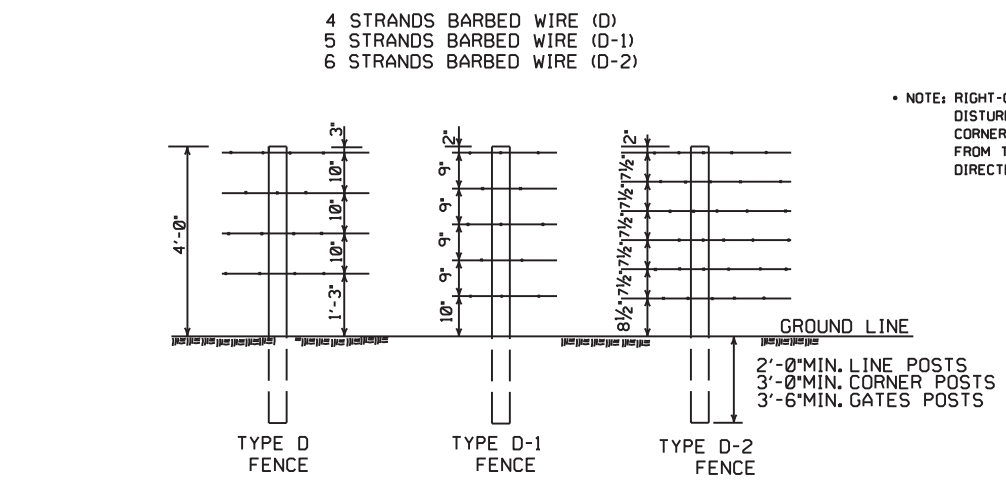 4 STRANDS BARBED WIRE (D)
5 STRANDS BARBED WIRE (D-1)
6 STRANDS BARBED WIRE (D-2)
• NOTE: RIGHT-
DISTUR
CORNER
FROM T
DIRECT
4'-0"
3"
10"
10"
10"
1'-3"
2"
9"
9"
9"
9"
10"
2"
7½"
7½"
7½"
7½"
7½"
8½"
GROUND LINE
2'-0"MIN. LINE POSTS
3'-0"MIN. CORNER POSTS
3'-6"MIN. GATES POSTS
TYPE D
FENCE
TYPE D-1
FENCE
TYPE D-2
FENCE